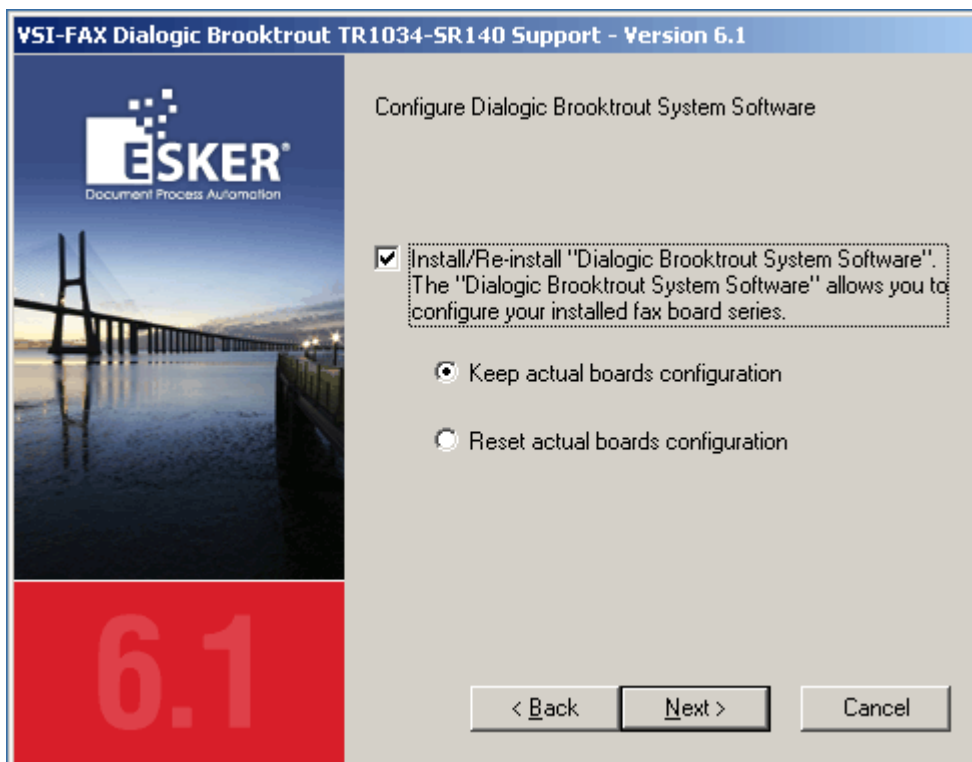 VSI-FAX Dialogic Brooktrout TR1034-SR140 Support - Version 6.1
ESKER®
Document Process Automation
Configure Dialogic Brooktrout System Software
Install/Re-install "Dialogic Brooktrout System Software".
The "Dialogic Brooktrout System Software" allows you to
configure your installed fax board series.
Keep actual boards configuration
Reset actual boards configuration
6.1
< Back
Next >
Cancel